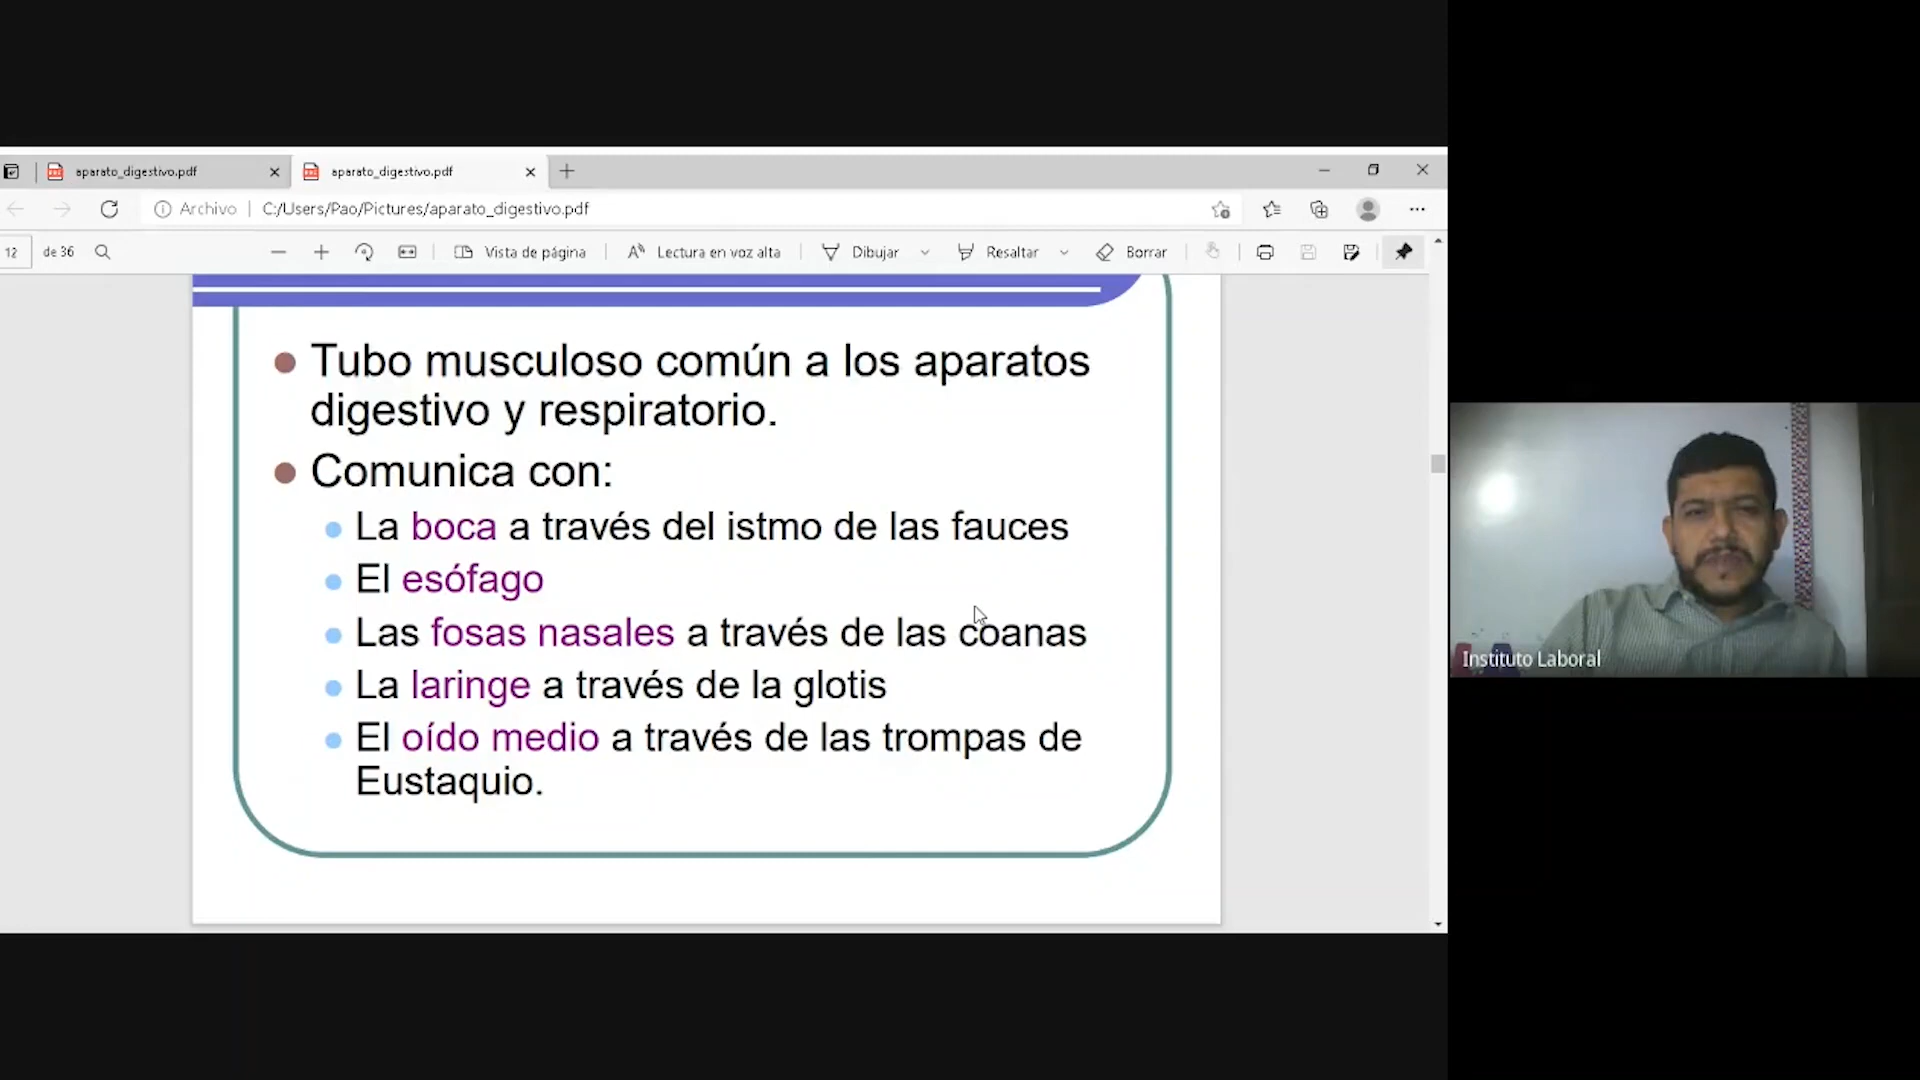 aparato_digestivo.pdf
aparato_digestivo.pdf
Archivo
C:/Users/Pao/Pictures/aparato_digestivo.pdf
12
de 36
Vista de página
Lectura en voz alta
Dibujar
Resaltar
Borrar
Tubo musculoso común a los aparatos
digestivo y respiratorio.
Comunica con:
La boca a través del istmo de las fauces
El esófago
Las fosas nasales a través de las coanas
La laringe a través de la glotis
El oído medio a través de las trompas de
Eustaquio.
Instituto Laboral